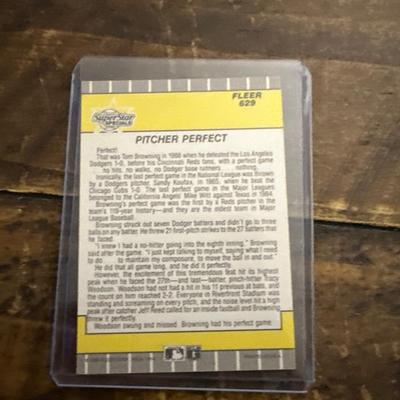 FLEER
629
SuperStar
SPECIALS
PITCHER PERFECT
Perfect!
That was Tom Browning in 1988 when he defeated the Los Angeles
Dodgers 1-0, before his Cincinnati Reds fans, with a perfect game
. . . no hits, no walks, no Dodger base runners . . . nothing.
Ironically, the last perfect game in the National League was thrown
by a Dodgers pitcher, Sandy Koufax, in 1965, when he beat the
Chicago Cubs 1-0. The last perfect game in the Major Leagues
belonged to the California Angels' Mike Witt against Texas in 1984.
Browning's perfect game was the first by a Reds pitcher in the
team's 119-year history—and they are the oldest team in Major
League Baseball.
Browning struck out seven Dodger batters and didn't go to three
balls on any batter. He threw 21 first-pitch strikes to the 27 batters that
he faced.
"I knew I had a no-hitter going into the eighth inning," Browning
said after the game. "I just kept talking to myself, saying what I need
to do . . . to maintain my composure, to move the ball in and out."
He did that all game long, and he did it perfectly.
However, the excitement of this tremendous feat hit its highest
peak when he faced the 27th—and last—batter, pinch-hitter Tracy
Woodson. Woodson had not had a hit in his 11 previous at bats, and
the count on him reached 2-2. Everyone in Riverfront Stadium was
standing and screaming on every pitch, and the noise level hit a high
peak after catcher Jeff Reed called for an inside fastball and Browning
threw it perfectly.
Woodson swung and missed. Browning had his perfect game.